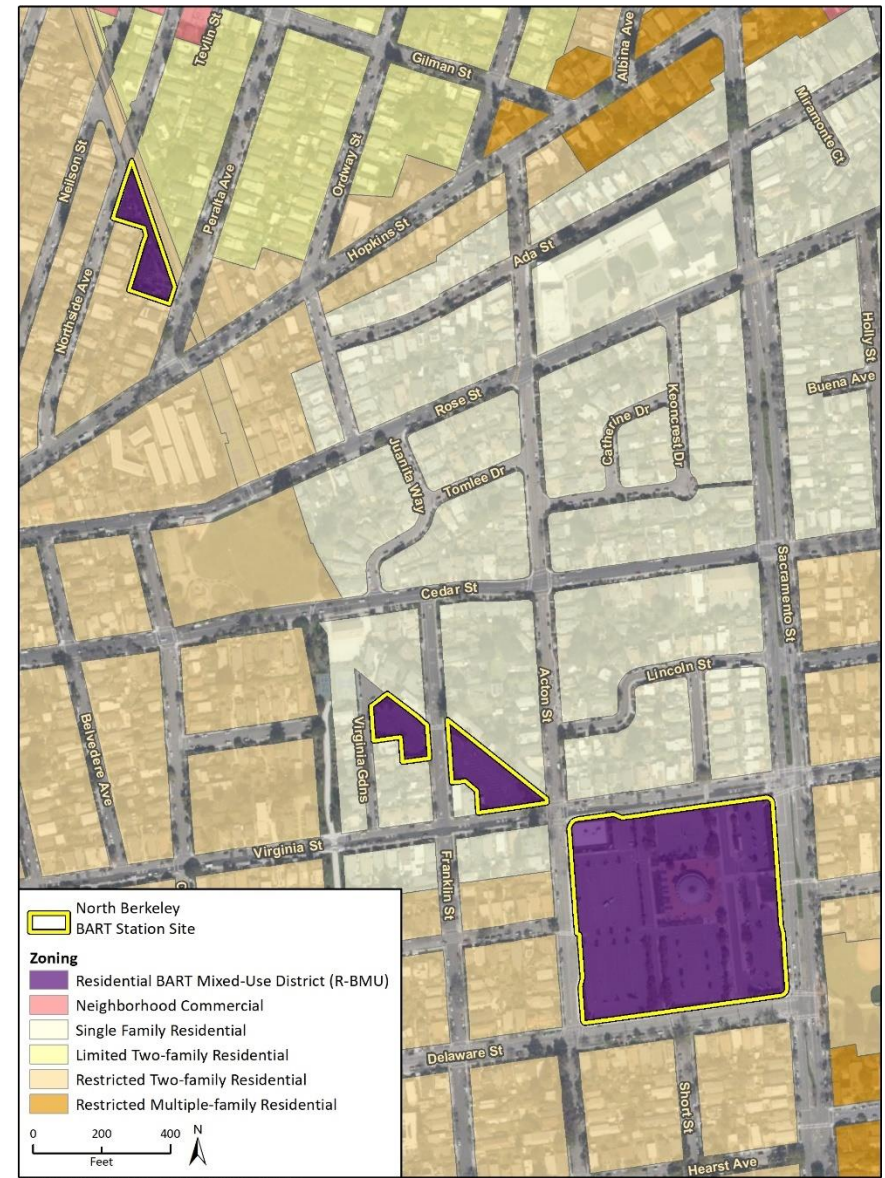 Tevlin St
Albina Ave
Gilman St
Miramonte Ct
Neilson St
Peralta Ave
Ordway St
Hopkins St
Ada St
Northside Ave
Holly St
Buena Ave
Rose St
Catherine Dr
Keoncrest Dr
Juanita Way
Tomlee Dr
Cedar St
Sacramento St
Lincoln St
Acton St
Belvedere Ave
Virginia Gdns
Virginia St
Franklin St
Delaware St
Short St
Hearst Ave
North Berkeley
BART Station Site
Zoning
Residential BART Mixed-Use District (R-BMU)
Neighborhood Commercial
Single Family Residential
Limited Two-family Residential
Restricted Two-family Residential
Restricted Multiple-family Residential
0 200 400 N
Feet